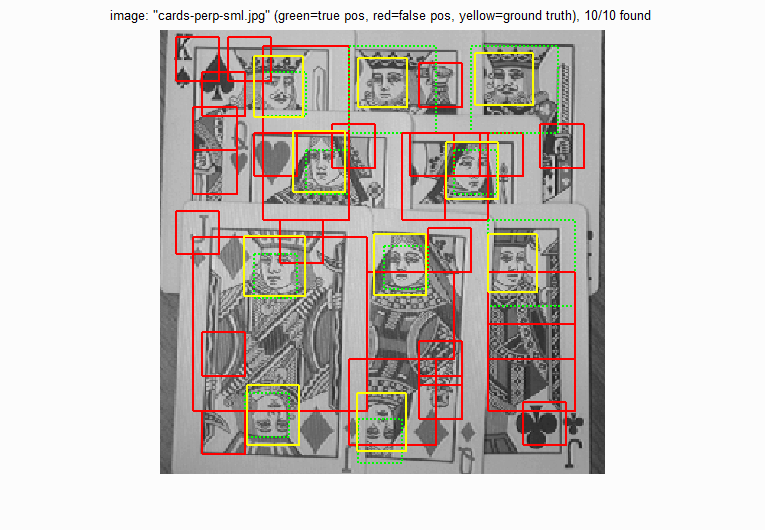 image: "cards-perp-sml.jpg" (green=true pos, red=false pos, yellow=ground truth), 10/10 found
K
Q
J
J
Q